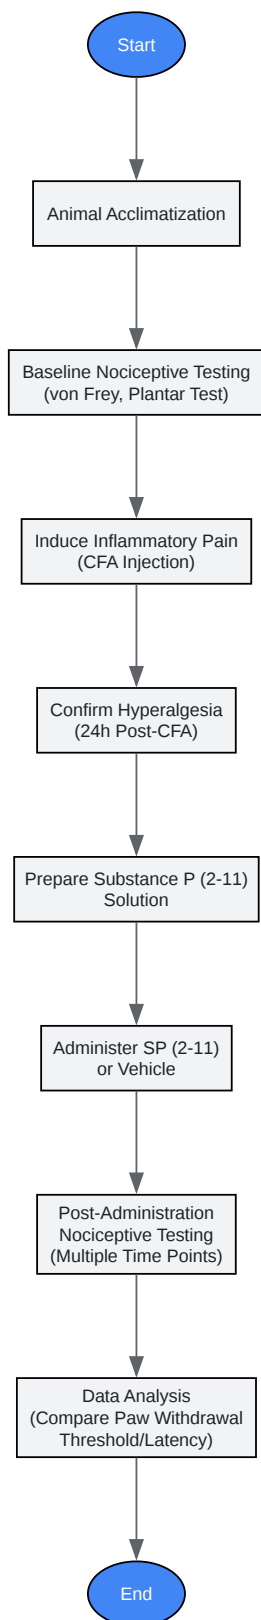 Start
Animal Acclimatization
Baseline Nociceptive Testing
(von Frey, Plantar Test)
Induce Inflammatory Pain
(CFA Injection)
Confirm Hyperalgesia
(24h Post-CFA)
Prepare Substance P (2-11)
Solution
Administer SP (2-11)
or Vehicle
Post-Administration
Nociceptive Testing
(Multiple Time Points)
Data Analysis
(Compare Paw Withdrawal
Threshold/Latency)
End